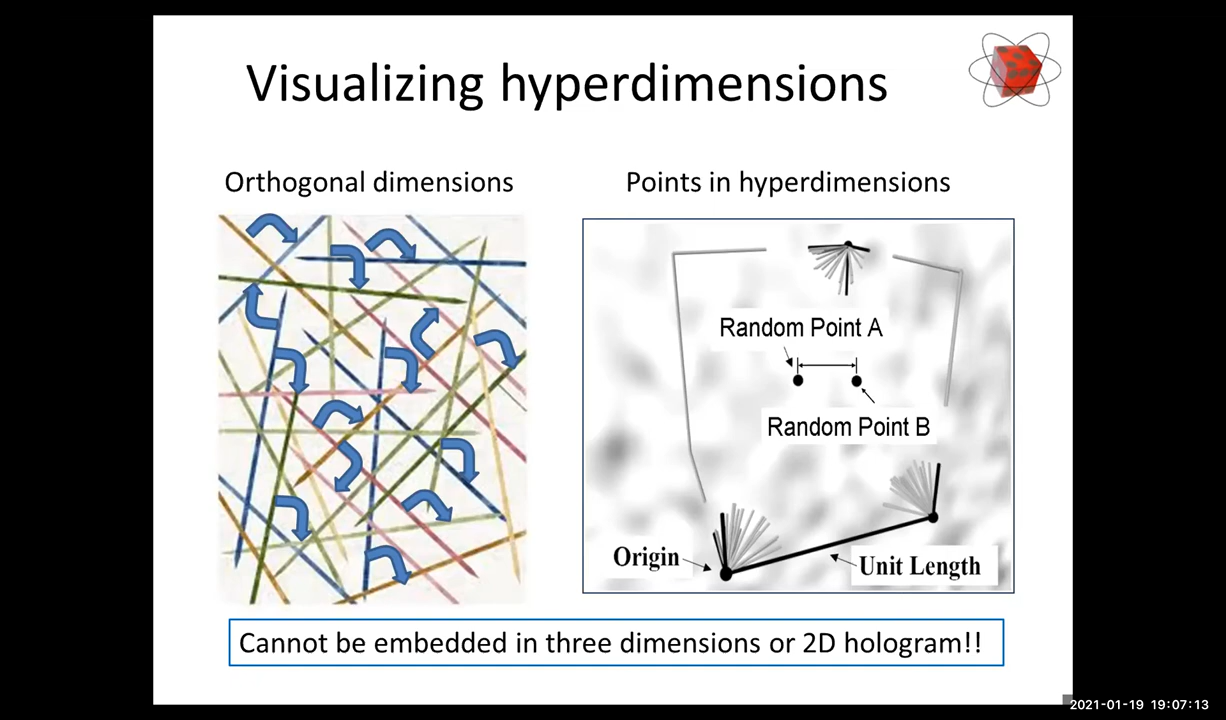 Visualizing hyperdimensions
Orthogonal dimensions
Points in hyperdimensions
Random Point A
Random Point B
Origin
Unit Length
Cannot be embedded in three dimensions or 2D hologram!!
2021-01-19 19:07:13